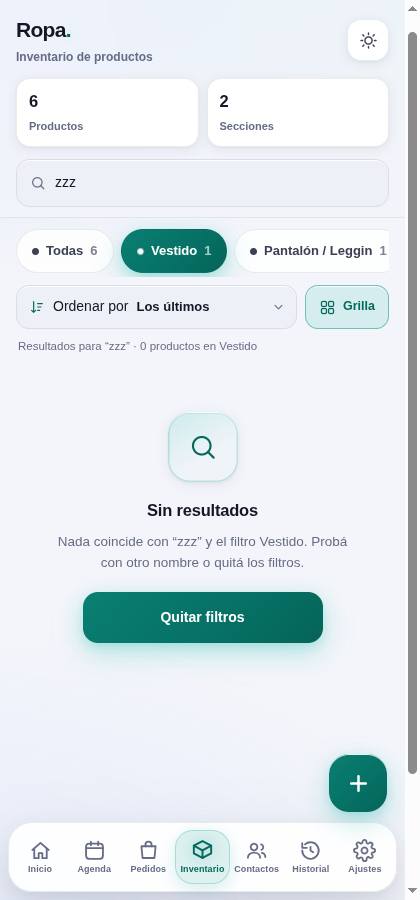 Ropa.
Inventario de productos
6
Productos
2
Secciones
zzz
Todas 6
Vestido 1
Pantalón / Leggin 1
Ordenar por Los últimos
Grilla
Resultados para “zzz” · 0 productos en Vestido
Sin resultados
Nada coincide con “zzz” y el filtro Vestido. Probá
con otro nombre o quitá los filtros.
Quitar filtros
Inicio
Agenda
Pedidos
Inventario
Contactos
Historial
Ajustes